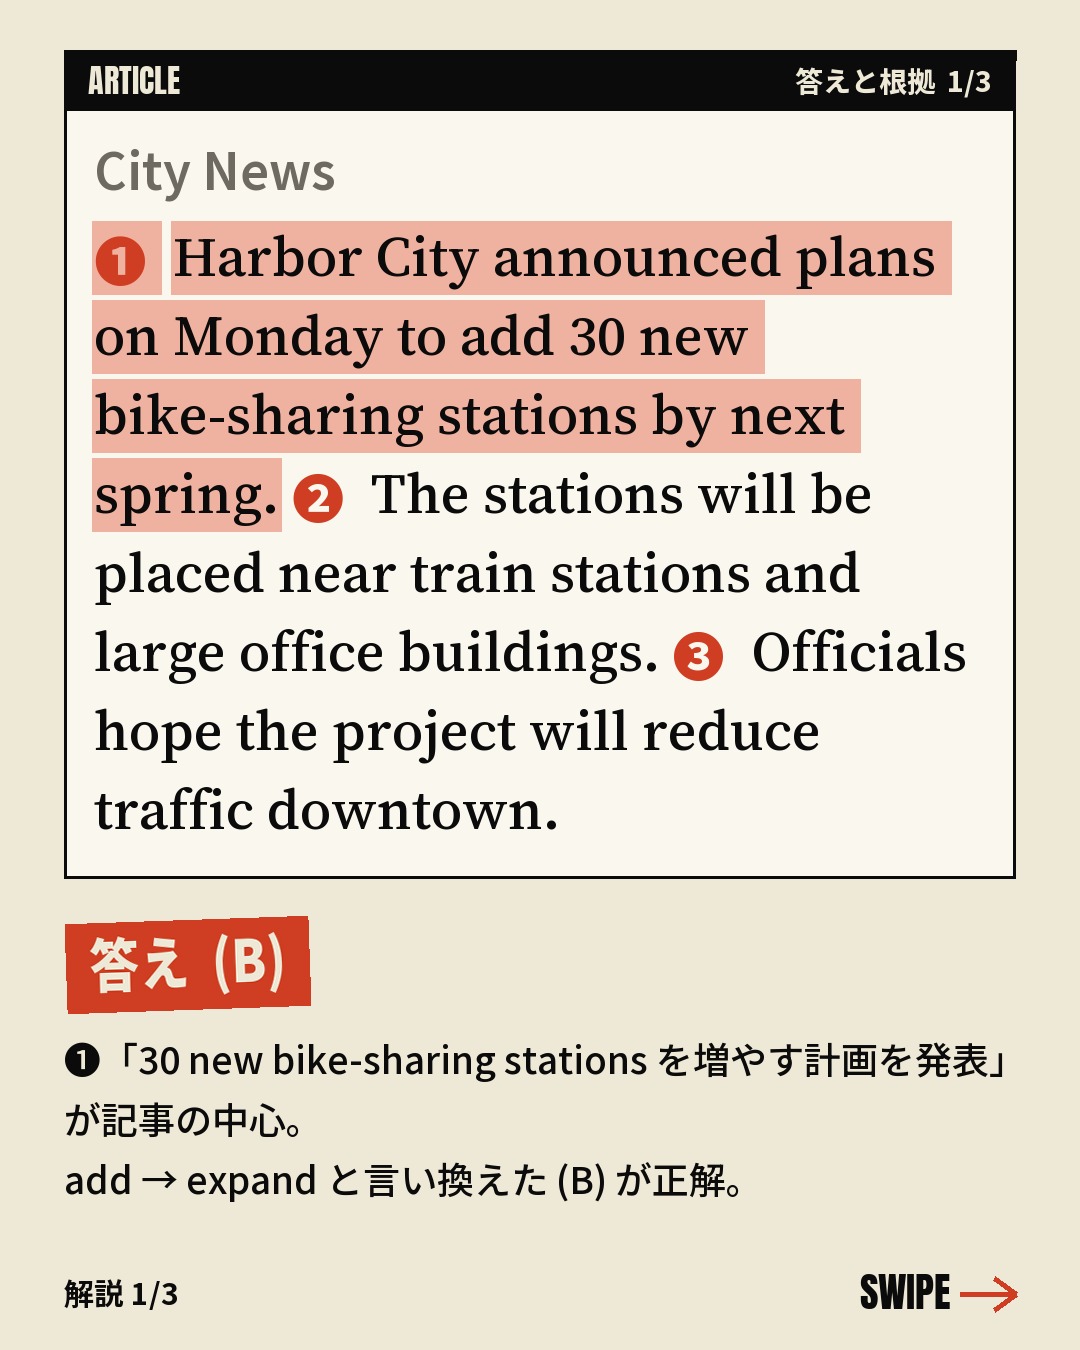 ARTICLE
答えと根拠 1/3
City News
❶ Harbor City announced plans
on Monday to add 30 new
bike-sharing stations by next
spring. ❷ The stations will be
placed near train stations and
large office buildings. ❸ Officials
hope the project will reduce
traffic downtown.
答え (B)
❶「30 new bike-sharing stations を増やす計画を発表」
が記事の中心。
add → expand と言い換えた (B) が正解。
解説 1/3
SWIPE →